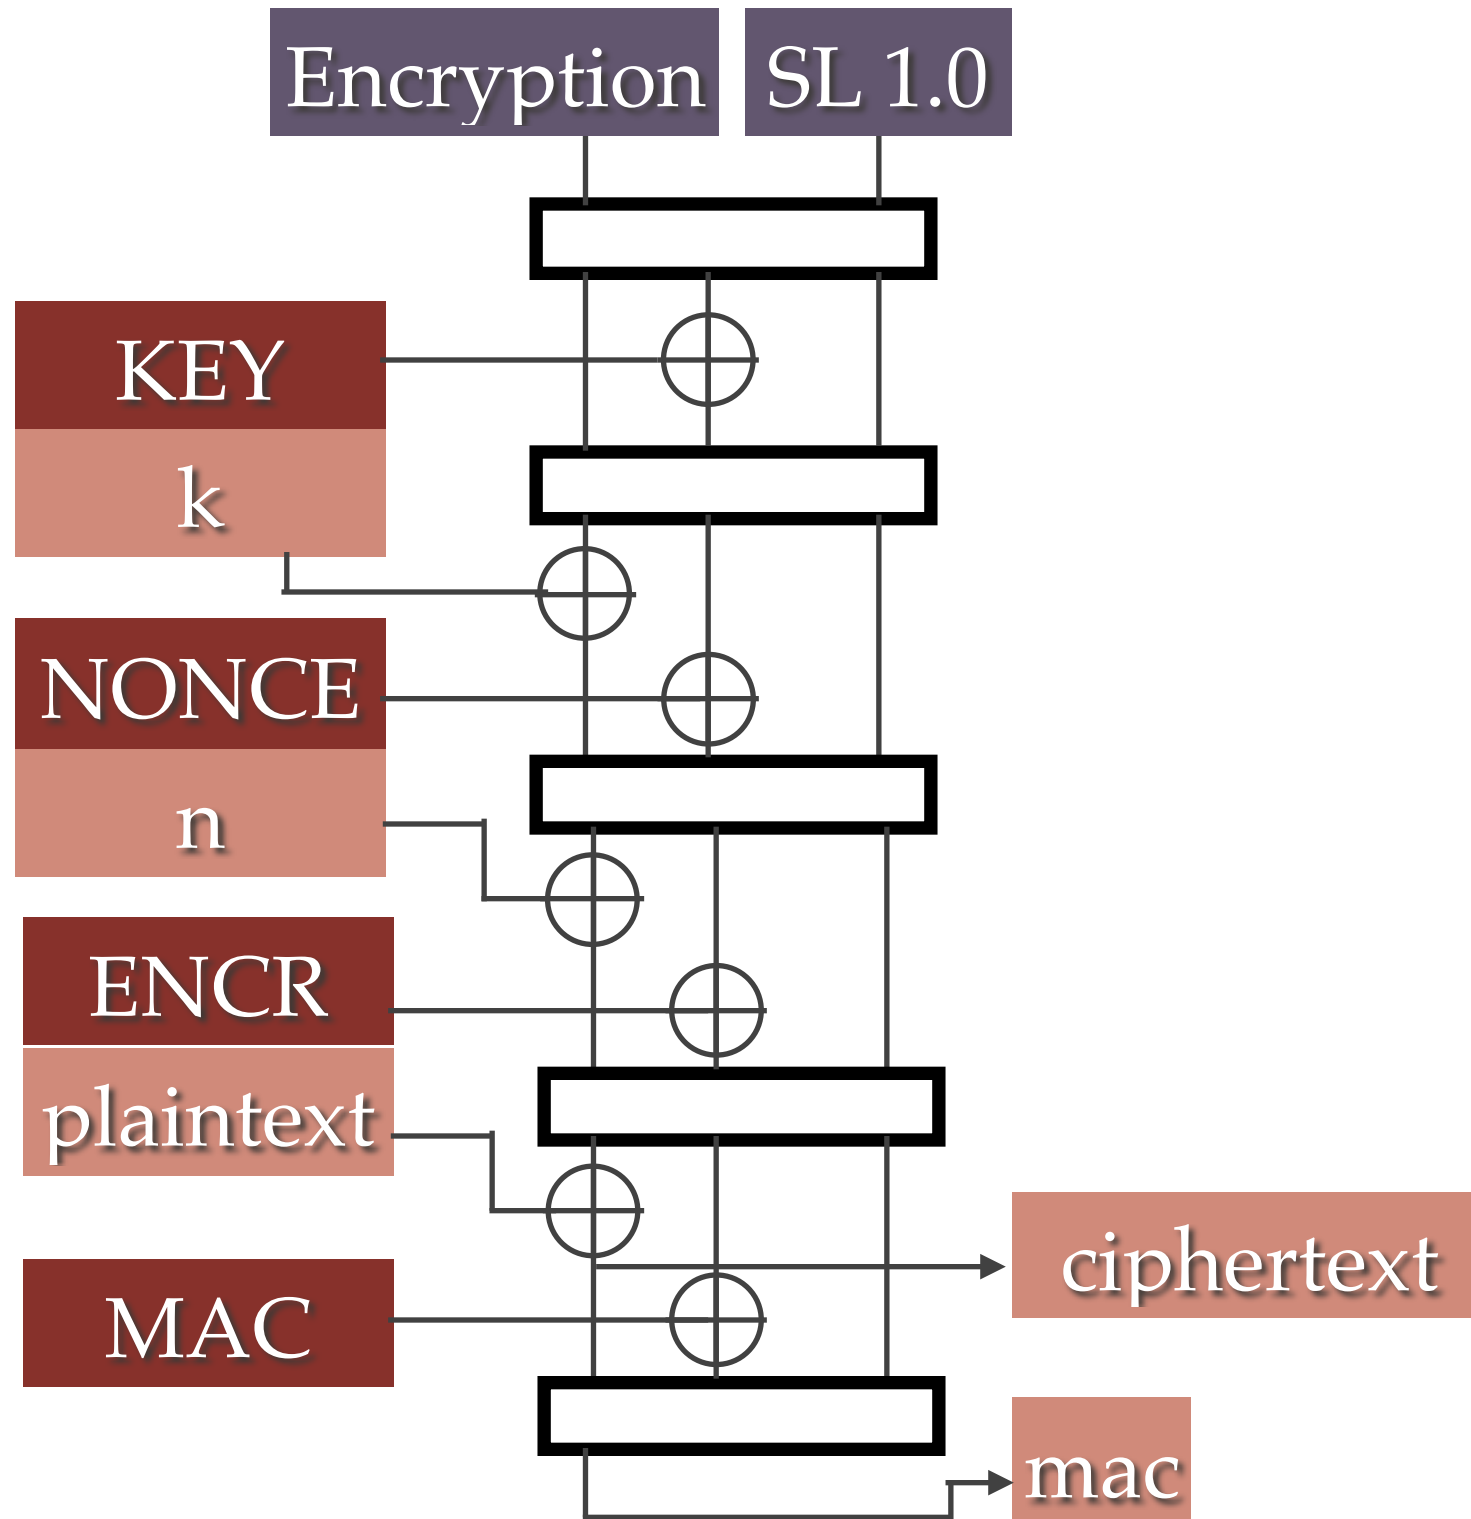 Encryption SL 1.0
KEY
k
NONCE
n
ENCR
plaintext
ciphertext
MAC
mac